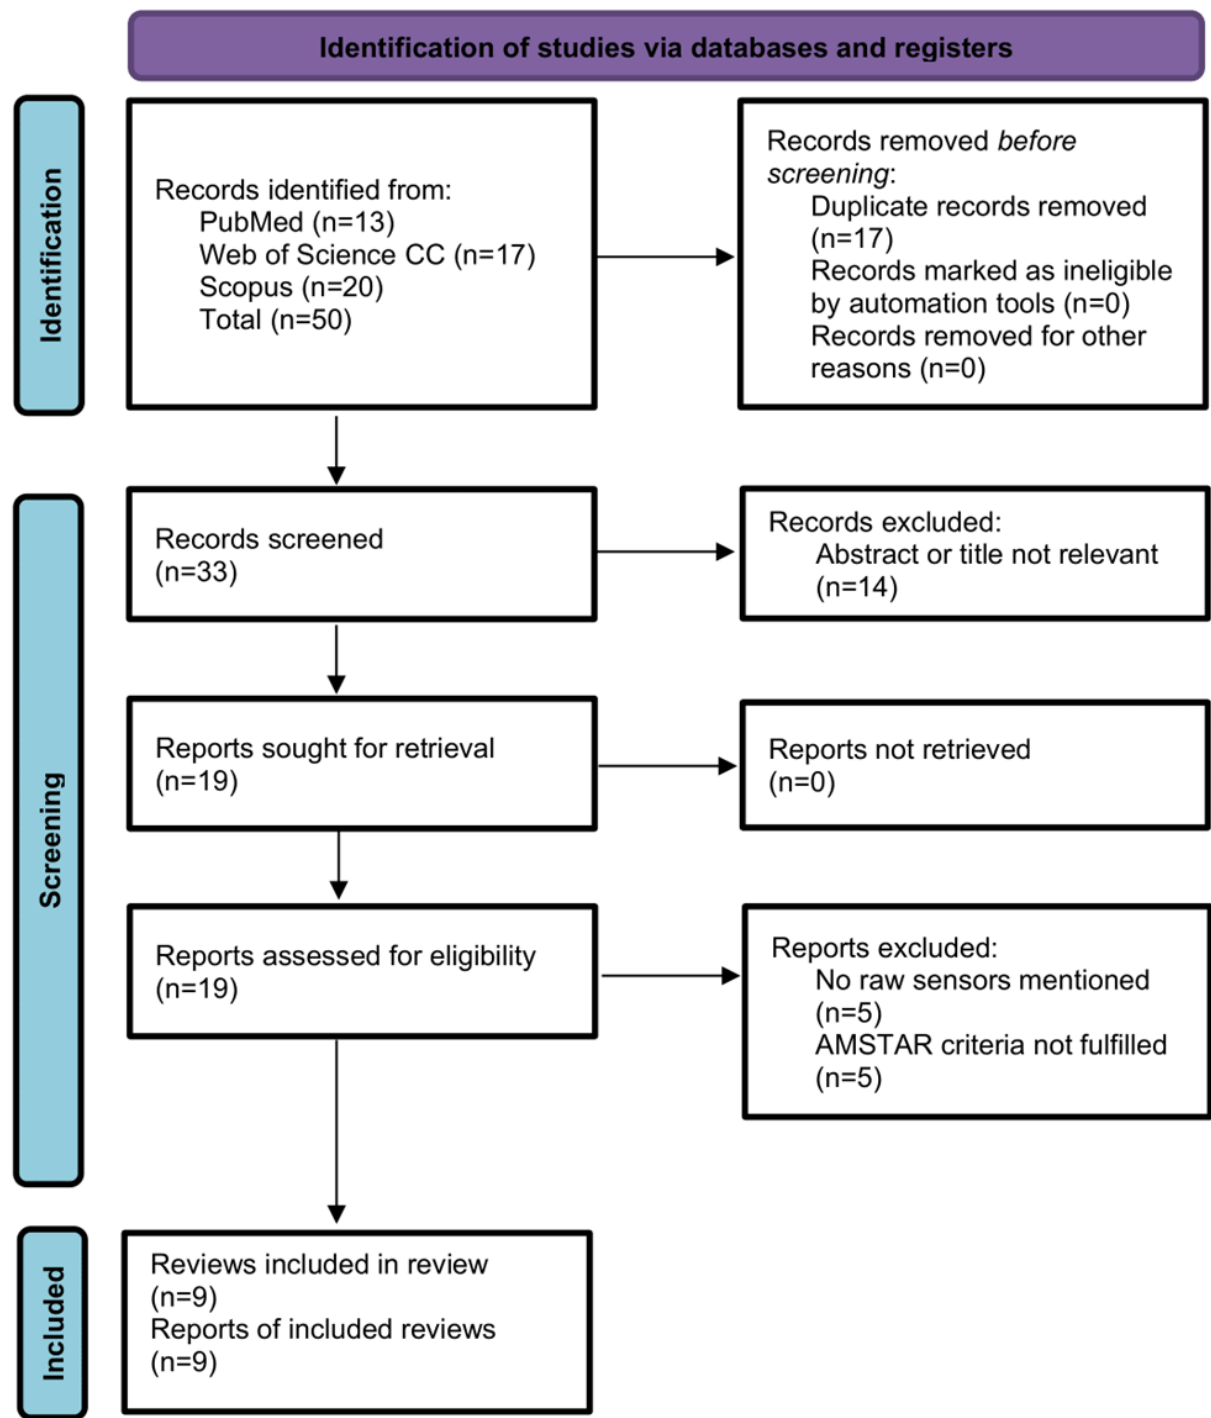 Identification of studies via databases and registers
Identification
Records identified from:
PubMed (n=13)
Web of Science CC (n=17)
Scopus (n=20)
Total (n=50)
Records removed before
screening:
Duplicate records removed
(n=17)
Records marked as ineligible
by automation tools (n=0)
Records removed for other
reasons (n=0)
Screening
Records screened
(n=33)
Records excluded:
Abstract or title not relevant
(n=14)
Reports sought for retrieval
(n=19)
Reports not retrieved
(n=0)
Reports assessed for eligibility
(n=19)
Reports excluded:
No raw sensors mentioned
(n=5)
AMSTAR criteria not fulfilled
(n=5)
Included
Reviews included in review
(n=9)
Reports of included reviews
(n=9)